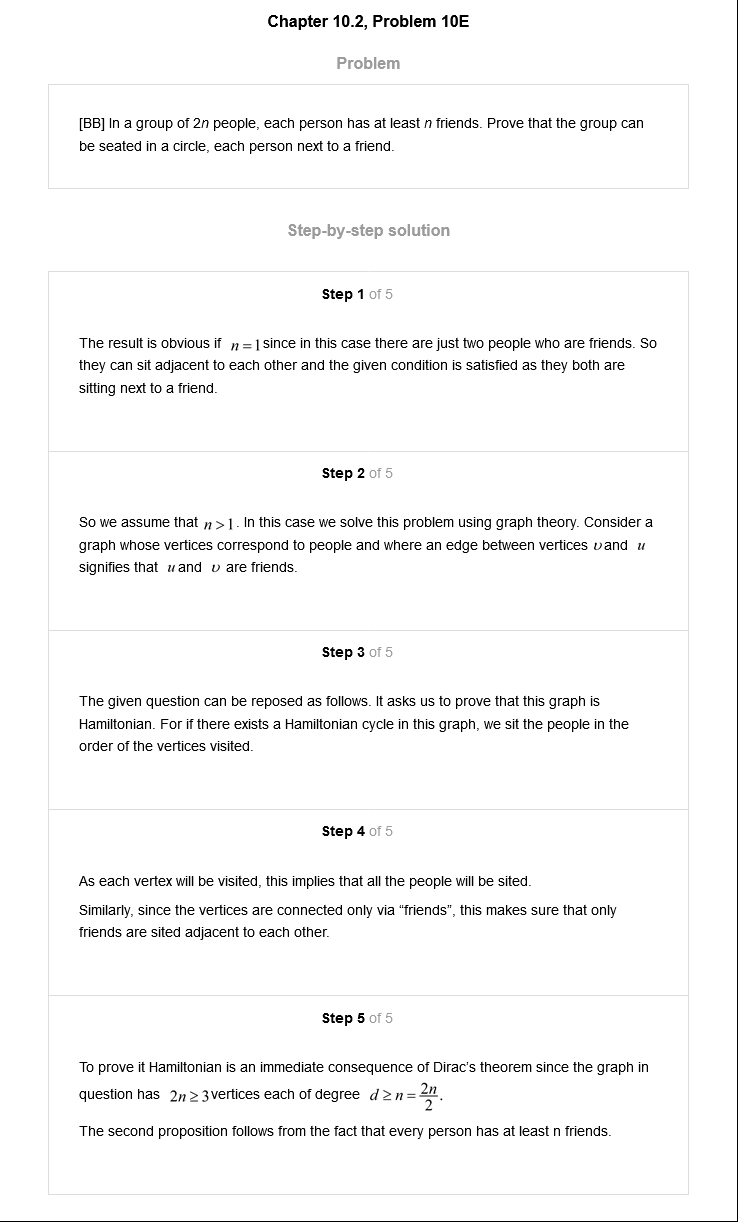 Chapter 10.2, Problem 10E
Problem
[BB] In a group of 2n people, each person has at least n friends. Prove that the group can
be seated in a circle, each person next to a friend.
Step-by-step solution
Step 1 of 5
The result is obvious if n = 1 since in this case there are just two people who are friends. So
they can sit adjacent to each other and the given condition is satisfied as they both are
sitting next to a friend.
Step 2 of 5
So we assume that n > 1. In this case we solve this problem using graph theory. Consider a
graph whose vertices correspond to people and where an edge between vertices υ and u
signifies that u and υ are friends.
Step 3 of 5
The given question can be reposed as follows. It asks us to prove that this graph is
Hamiltonian. For if there exists a Hamiltonian cycle in this graph, we sit the people in the
order of the vertices visited.
Step 4 of 5
As each vertex will be visited, this implies that all the people will be sited.
Similarly, since the vertices are connected only via “friends”, this makes sure that only
friends are sited adjacent to each other.
Step 5 of 5
To prove it Hamiltonian is an immediate consequence of Dirac’s theorem since the graph in
question has 2n ≥ 3 vertices each of degree d ≥ n = 2n/2.
The second proposition follows from the fact that every person has at least n friends.